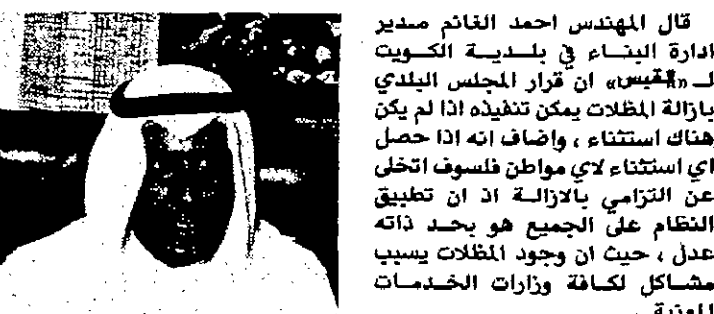 قال المهندس احمد الغانم مدير
ادارة البناء في بلدية الكويت
لـ «القبس» ان قرار المجلس البلدي
بازالة المظلات يمكن تنفيذه اذا لم يكن
هناك استثناء ، واضاف انه اذا حصل
اي استثناء لاي مواطن فلسوف اتخلى
عن التزامي بالازالة اذ ان تطبيق
النظام على الجميع هو بحد ذاته
عدل ، حيث ان وجود المظلات يسبب
مشاكل لكافة وزارات الخدمات